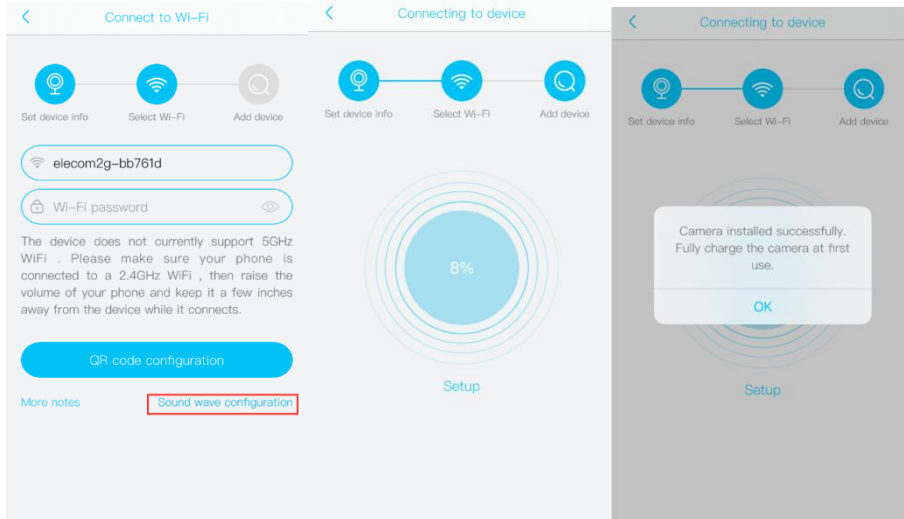 Connect to Wi-Fi
Set device info
Select Wi-Fi
Add device
elecom2g-bb761d
Wi-Fi password
The device does not currently support 5GHz
WiFi . Please make sure your phone is
connected to a 2.4GHz WiFi , then raise the
volume of your phone and keep it a few inches
away from the device while it connects.
QR code configuration
More notes
Sound wave configuration
Connecting to device
Set device info
Select Wi-Fi
Add device
8%
Setup
Connecting to device
Set device info
Select Wi-Fi
Add device
Camera installed successfully.
Fully charge the camera at first
use.
OK
Setup